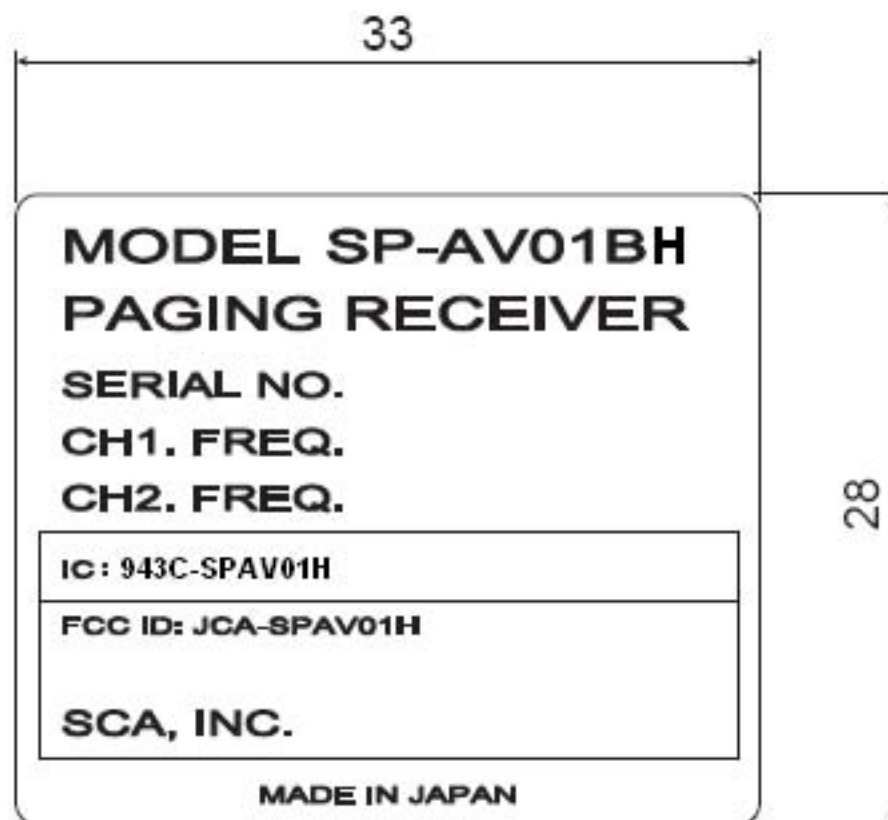 33
MODEL SP-AV01BH
PAGING RECEIVER
SERIAL NO.
CH1. FREQ.
CH2. FREQ.
28
IC: 943C-SPAV01H
FCC ID: JCA-SPAV01H
SCA, INC.
MADE IN JAPAN